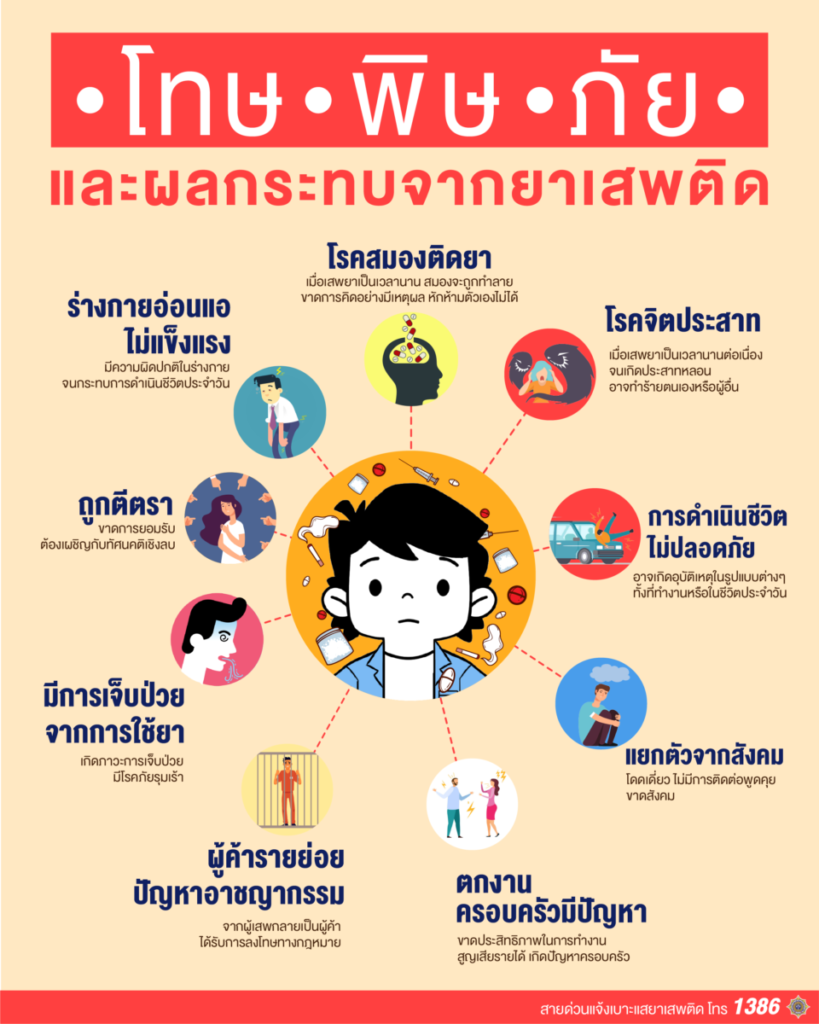 •โทษ•พิษ•ภัย•
และผลกระทบจากยาเสพติด
โรคสมองติดยา
เมื่อเสพยาเป็นเวลานาน สมองจะถูกทำลาย
ขาดการคิดอย่างมีเหตุผล หักห้ามตัวเองไม่ได้
ร่างกายอ่อนแอ
ไม่แข็งแรง
มีความผิดปกติในร่างกาย
จนกระทบการดำเนินชีวิตประจำวัน
โรคจิตประสาท
เมื่อเสพยาเป็นเวลานานต่อเนื่อง
จนเกิดประสาทหลอน
อาจทำร้ายตนเองหรือผู้อื่น
ถูกตีตรา
ขาดการยอมรับ
ต้องเผชิญกับทัศนคติเชิงลบ
การดำเนินชีวิต
ไม่ปลอดภัย
อาจเกิดอุบัติเหตุในรูปแบบต่างๆ
ทั้งที่ทำงานหรือในชีวิตประจำวัน
มีการเจ็บป่วย
จากการใช้ยา
เกิดภาวะการเจ็บป่วย
มีโรคภัยรุมเร้า
แยกตัวจากสังคม
โดดเดี่ยว ไม่มีการติดต่อพูดคุย
ขาดสังคม
ผู้ค้ารายย่อย
ปัญหาอาชญากรรม
จากผู้เสพกลายเป็นผู้ค้า
ได้รับการลงโทษทางกฎหมาย
ตกงาน
ครอบครัวมีปัญหา
ขาดประสิทธิภาพในการทำงาน
สูญเสียรายได้ เกิดปัญหาครอบครัว
สายด่วนแจ้งเบาะแสยาเสพติด โทร 1386